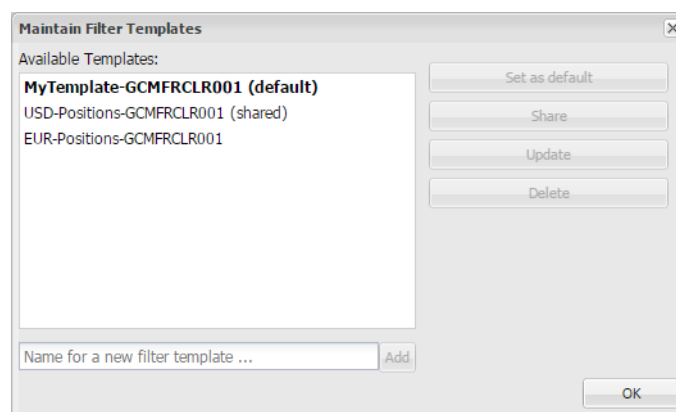 Maintain Filter Templates
Available Templates:
MyTemplate-GCMFRCLR001 (default)
USD-Positions-GCMFRCLR001 (shared)
EUR-Positions-GCMFRCLR001
Set as default
Share
Update
Delete
Name for a new filter template ...
Add
OK